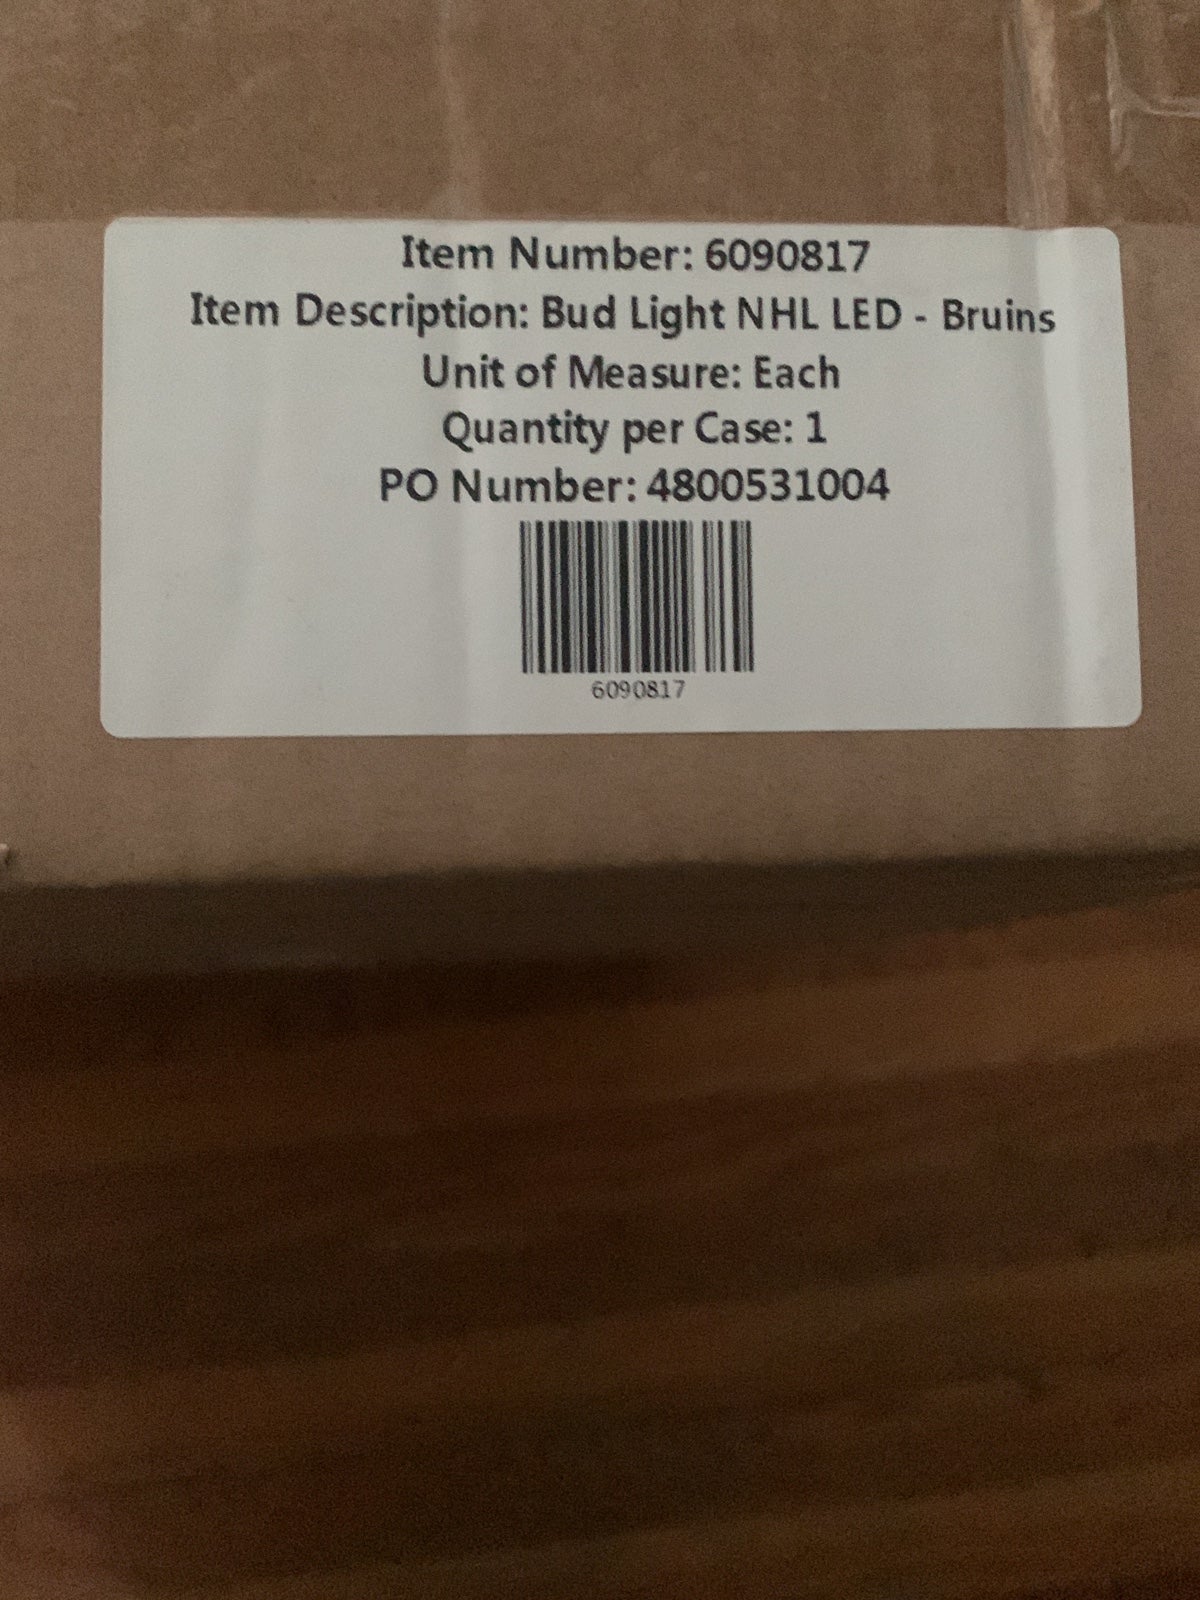 Item Number: 6090817
Item Description: Bud Light NHL LED - Bruins
Unit of Measure: Each
Quantity per Case: 1
PO Number: 4800531004
6090817